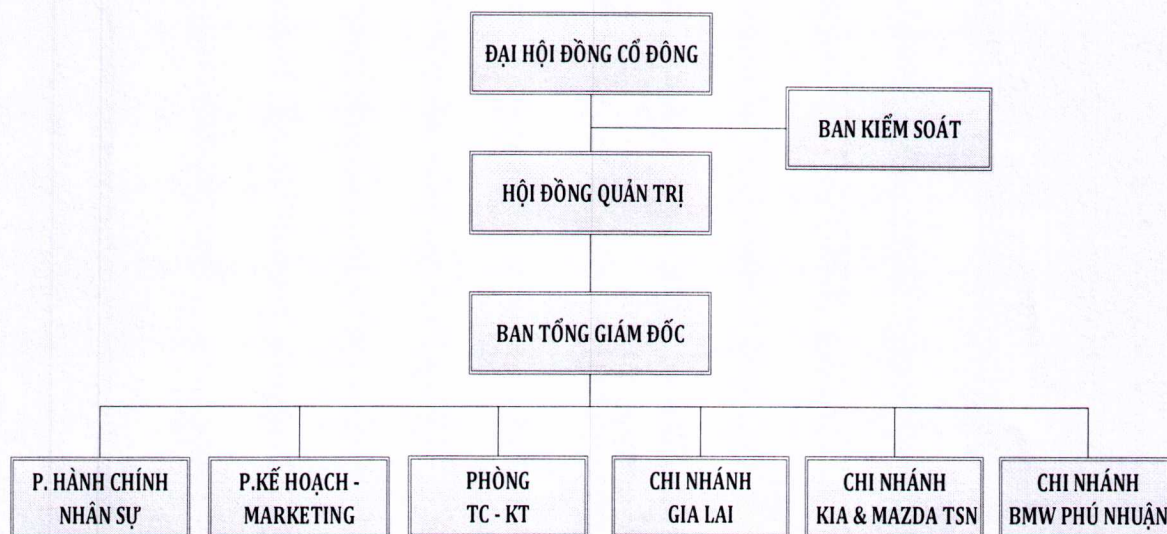 ĐẠI HỘI ĐỒNG CỔ ĐÔNG
BAN KIỂM SOÁT
HỘI ĐỒNG QUẢN TRỊ
BAN TỔNG GIÁM ĐỐC
P. HÀNH CHÍNH
NHÂN SỰ
P.KẾ HOẠCH -
MARKETING
PHÒNG
TC - KT
CHI NHÁNH
GIA LAI
CHI NHÁNH
KIA & MAZDA TSN
CHI NHÁNH
BMW PHÚ NHUẬN